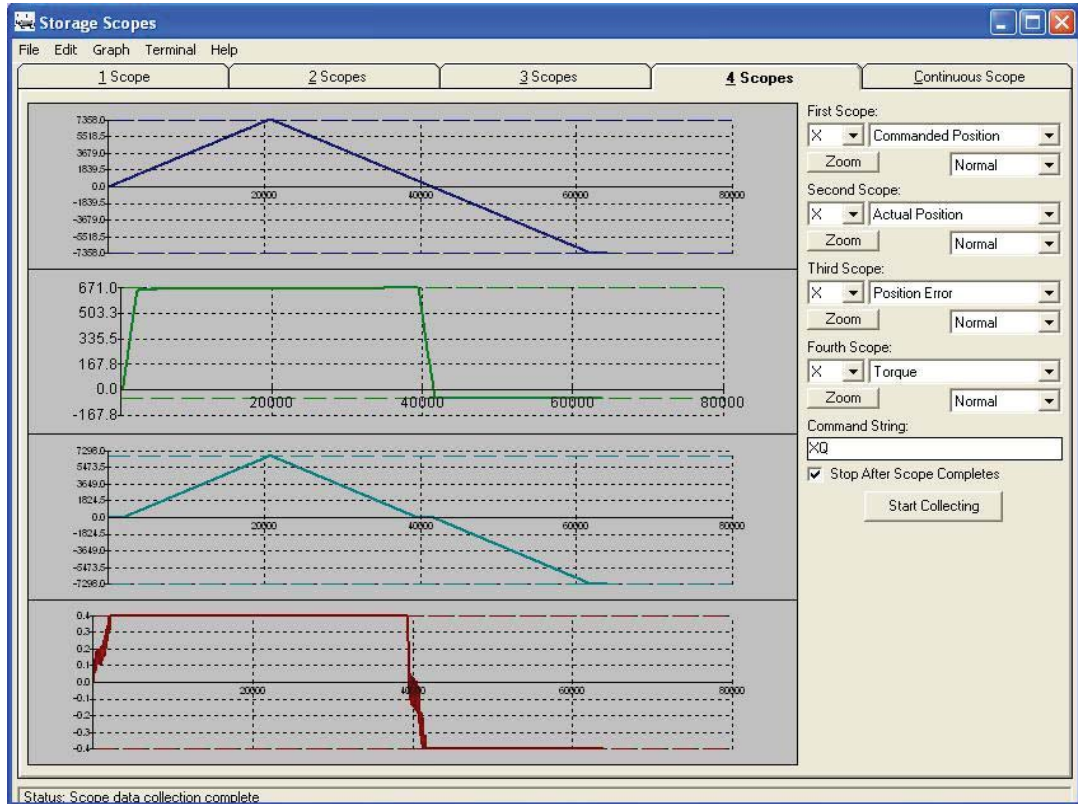 Storage Scopes
File Edit Graph Terminal Help
1 Scope
2 Scopes
3 Scopes
4 Scopes
Continuous Scope
7358.0
5518.5
3679.0
1839.5
0.0
-1839.5
-3679.0
-5518.5
-7358.0
20000 40000 60000 80000
671.0
503.3
335.5
167.8
0.0
-167.8
20000 40000 60000 80000
7298.0
5473.5
3649.0
1824.5
0.0
-1824.5
-3649.0
-5473.5
-7298.0
20000 40000 60000 80000
0.4
0.3
0.2
0.1
0.0
-0.1
-0.2
-0.3
-0.4
20000 40000 60000 80000
First Scope:
X Commanded Position
Zoom Normal
Second Scope:
X Actual Position
Zoom Normal
Third Scope:
X Position Error
Zoom Normal
Fourth Scope:
X Torque
Zoom Normal
Command String:
XQ
Stop After Scope Completes
Start Collecting
Status: Scope data collection complete